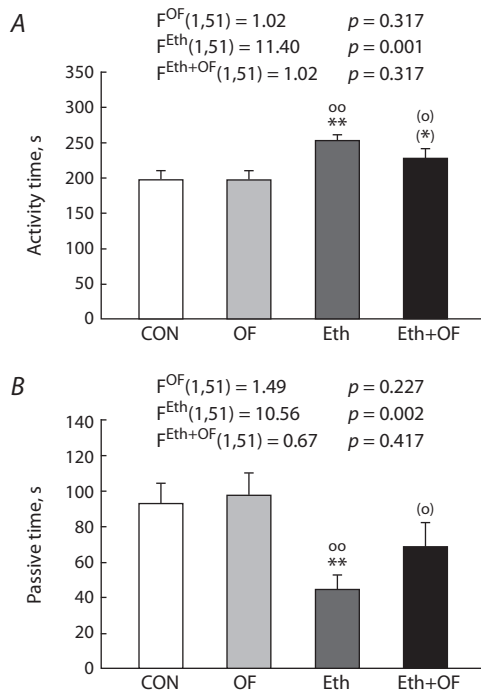 A
F^OF(1,51) = 1.02 p = 0.317
F^Eth(1,51) = 11.40 p = 0.001
F^Eth+OF(1,51) = 1.02 p = 0.317
Activity time, s
350
300
250
200
150
100
50
0
oo
**
(o)
(*)
CON OF Eth Eth+OF
B
F^OF(1,51) = 1.49 p = 0.227
F^Eth(1,51) = 10.56 p = 0.002
F^Eth+OF(1,51) = 0.67 p = 0.417
Passive time, s
140
120
100
80
60
40
20
0
oo
**
(o)
CON OF Eth Eth+OF